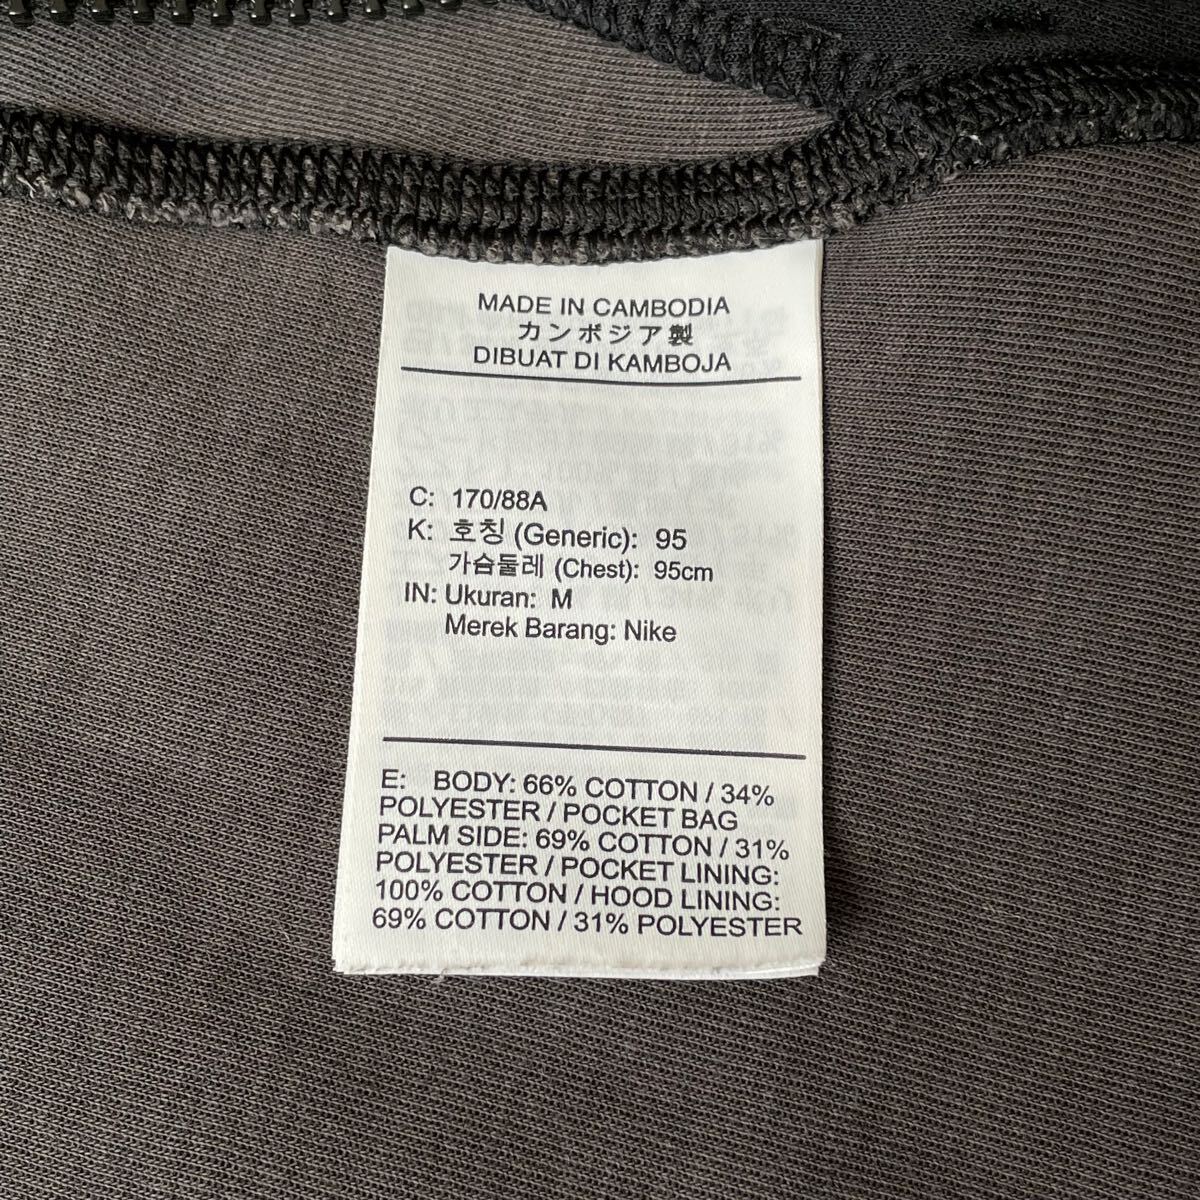 MADE IN CAMBODIA
カンボジア製
DIBUAT DI KAMBOJA
C: 170/88A
K: 호칭 (Generic): 95
가슴둘레 (Chest): 95cm
IN: Ukuran: M
Merek Barang: Nike
E: BODY: 66% COTTON / 34%
POLYESTER / POCKET BAG
PALM SIDE: 69% COTTON / 31%
POLYESTER / POCKET LINING:
100% COTTON / HOOD LINING:
69% COTTON / 31% POLYESTER